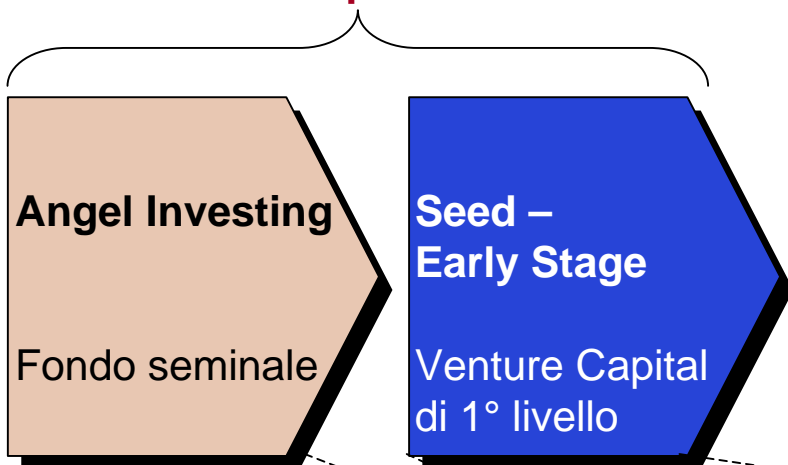 Angel Investing
Fondo seminale
Seed –
Early Stage
Venture Capital
di 1° livello